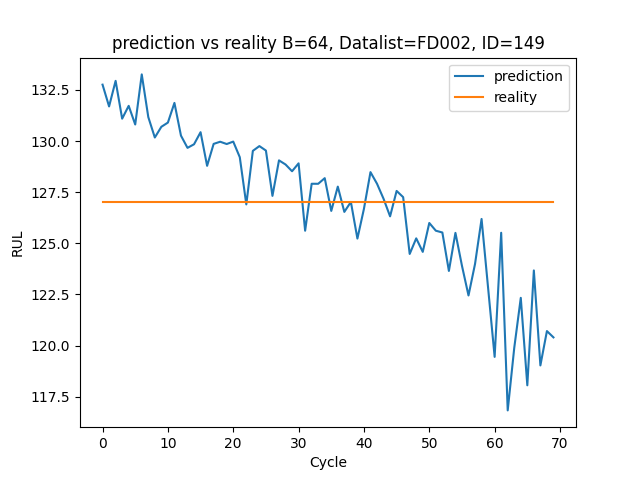 prediction vs reality B=64, Datalist=FD002, ID=149
prediction
reality
RUL
132.5
130.0
127.5
125.0
122.5
120.0
117.5
0 10 20 30 40 50 60 70
Cycle